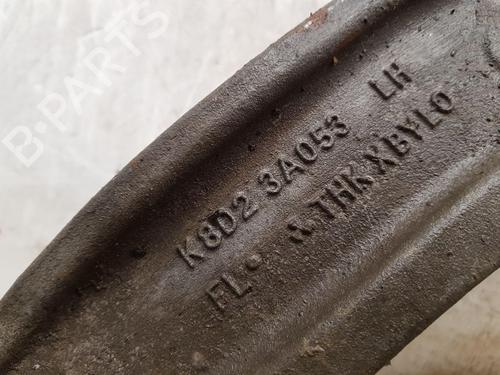 K8D2 3A053 LH
FL THK XBYLO
B-Parts